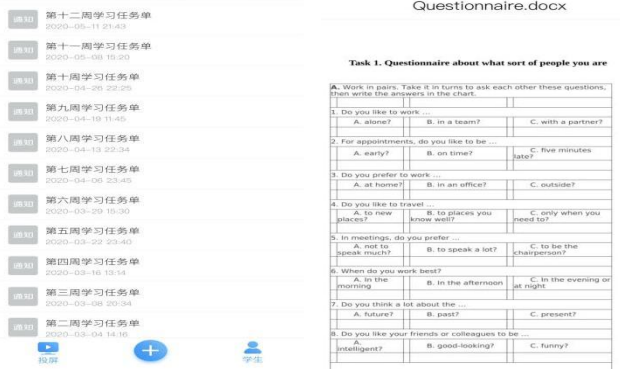 通知
第十二周学习任务单
2020-05-11 21:43
通知
第十一周学习任务单
2020-05-08 15:20
通知
第十周学习任务单
2020-04-26 22:25
通知
第九周学习任务单
2020-04-19 11:45
通知
第八周学习任务单
2020-04-13 22:34
通知
第七周学习任务单
2020-04-06 23:45
通知
第六周学习任务单
2020-03-29 15:30
通知
第五周学习任务单
2020-03-22 23:40
通知
第四周学习任务单
2020-03-16 13:14
通知
第三周学习任务单
2020-03-08 20:34
通知
第二周学习任务单
2020-03-04 14:16
投屏
学生
Questionnaire.docx
Task 1. Questionnaire about what sort of people you are
A. Work in pairs. Take it in turns to ask each other these questions,
then write the answers in the chart.
1. Do you like to work ...
A. alone? B. in a team? C. with a partner?
2. For appointments, do you like to be ...
A. early? B. on time? C. five minutes
late?
3. Do you prefer to work ...
A. at home? B. in an office? C. outside?
4. Do you like to travel ...
A. to new B. to places you C. only when you
places? know well? need to?
5. In meetings, do you prefer ...
A. not to B. to speak a lot? C. to be the
speak much? chairperson?
6. When do you work best?
A. In the B. In the afternoon C. In the evening or
morning at night
7. Do you think a lot about the ...
A. future? B. past? C. present?
8. Do you like your friends or colleagues to be ...
A. B. good-looking? C. funny?
intelligent?